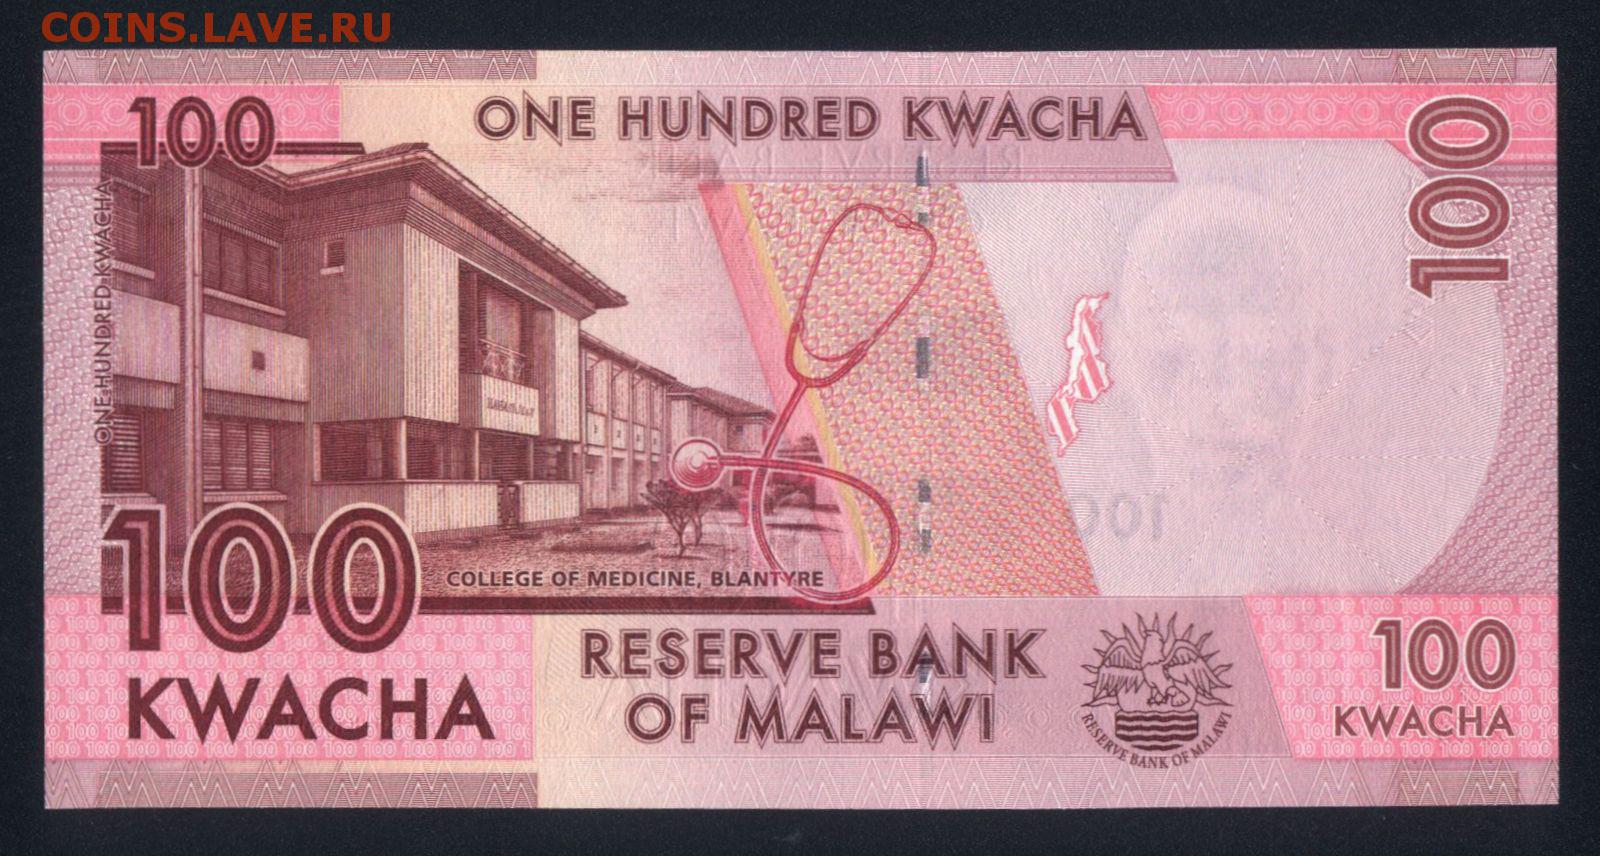 COINS.LAVE.RU
100
ONE HUNDRED KWACHA
100
ONE HUNDRED KWACHA
COLLEGE OF MEDICINE, BLANTYRE
100
KWACHA
RESERVE BANK
OF MALAWI
RESERVE BANK OF MALAWI
100
KWACHA